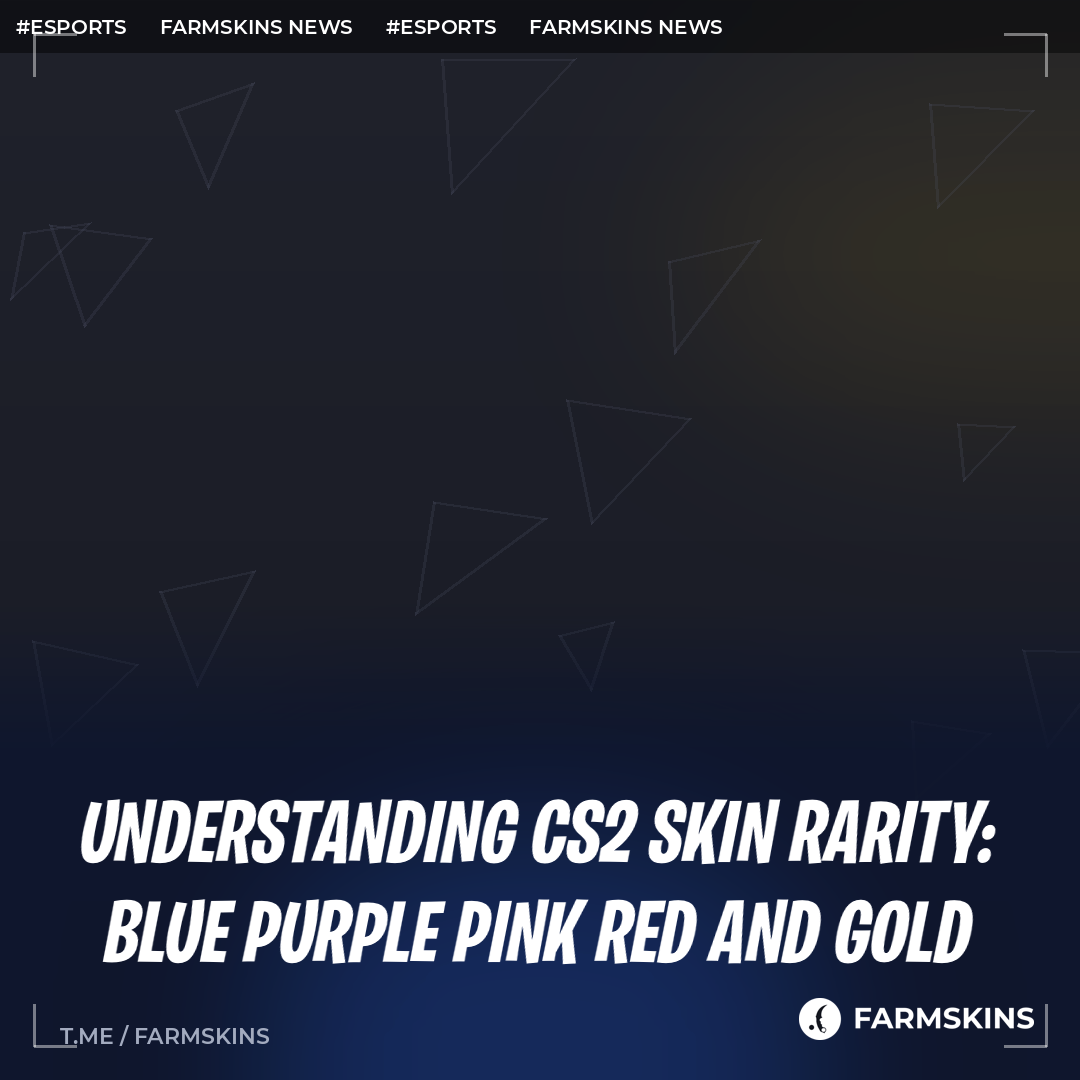 #ESPORTS FARMSKINS NEWS #ESPORTS FARMSKINS NEWS
UNDERSTANDING CS2 SKIN RARITY:
BLUE PURPLE PINK RED AND GOLD
T.ME / FARMSKINS
FARMSKINS